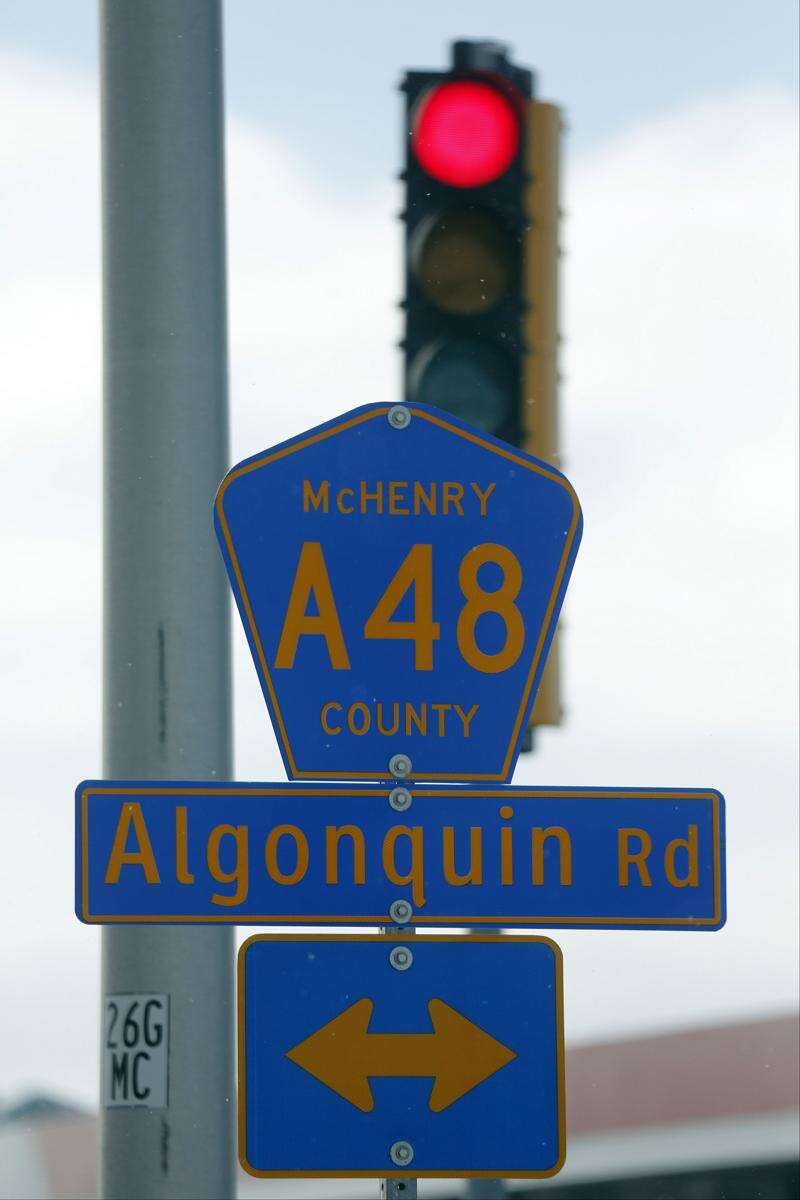 McHENRY
A48
COUNTY
Algonquin Rd
26G
MC